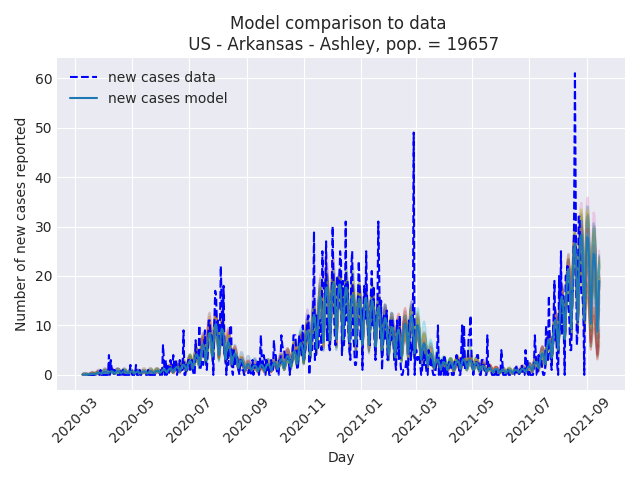 Model comparison to data
US - Arkansas - Ashley, pop. = 19657
new cases data
new cases model
Number of new cases reported
60
50
40
30
20
10
0
2020-03
2020-05
2020-07
2020-09
2020-11
2021-01
2021-03
2021-05
2021-07
2021-09
Day